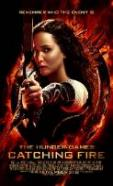 REMEMBER WHO THE ENEMY IS
THE HUNGER GAMES
CATCHING FIRE